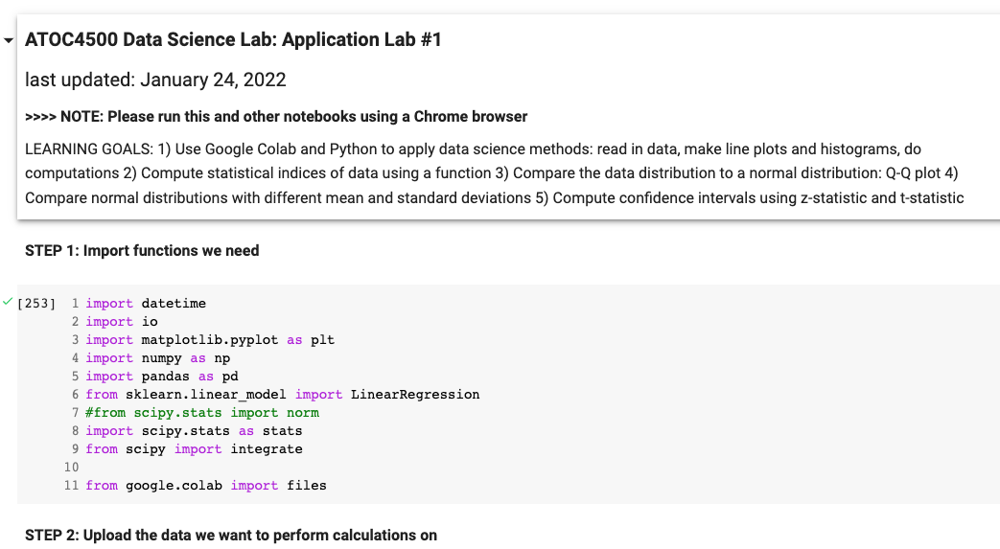 ATOC4500 Data Science Lab: Application Lab #1
last updated: January 24, 2022
>>>> NOTE: Please run this and other notebooks using a Chrome browser
LEARNING GOALS: 1) Use Google Colab and Python to apply data science methods: read in data, make line plots and histograms, do
computations 2) Compute statistical indices of data using a function 3) Compare the data distribution to a normal distribution: Q-Q plot 4)
Compare normal distributions with different mean and standard deviations 5) Compute confidence intervals using z-statistic and t-statistic
STEP 1: Import functions we need
[253] 1 import datetime
2 import io
3 import matplotlib.pyplot as plt
4 import numpy as np
5 import pandas as pd
6 from sklearn.linear_model import LinearRegression
7 #from scipy.stats import norm
8 import scipy.stats as stats
9 from scipy import integrate
10
11 from google.colab import files
STEP 2: Upload the data we want to perform calculations on